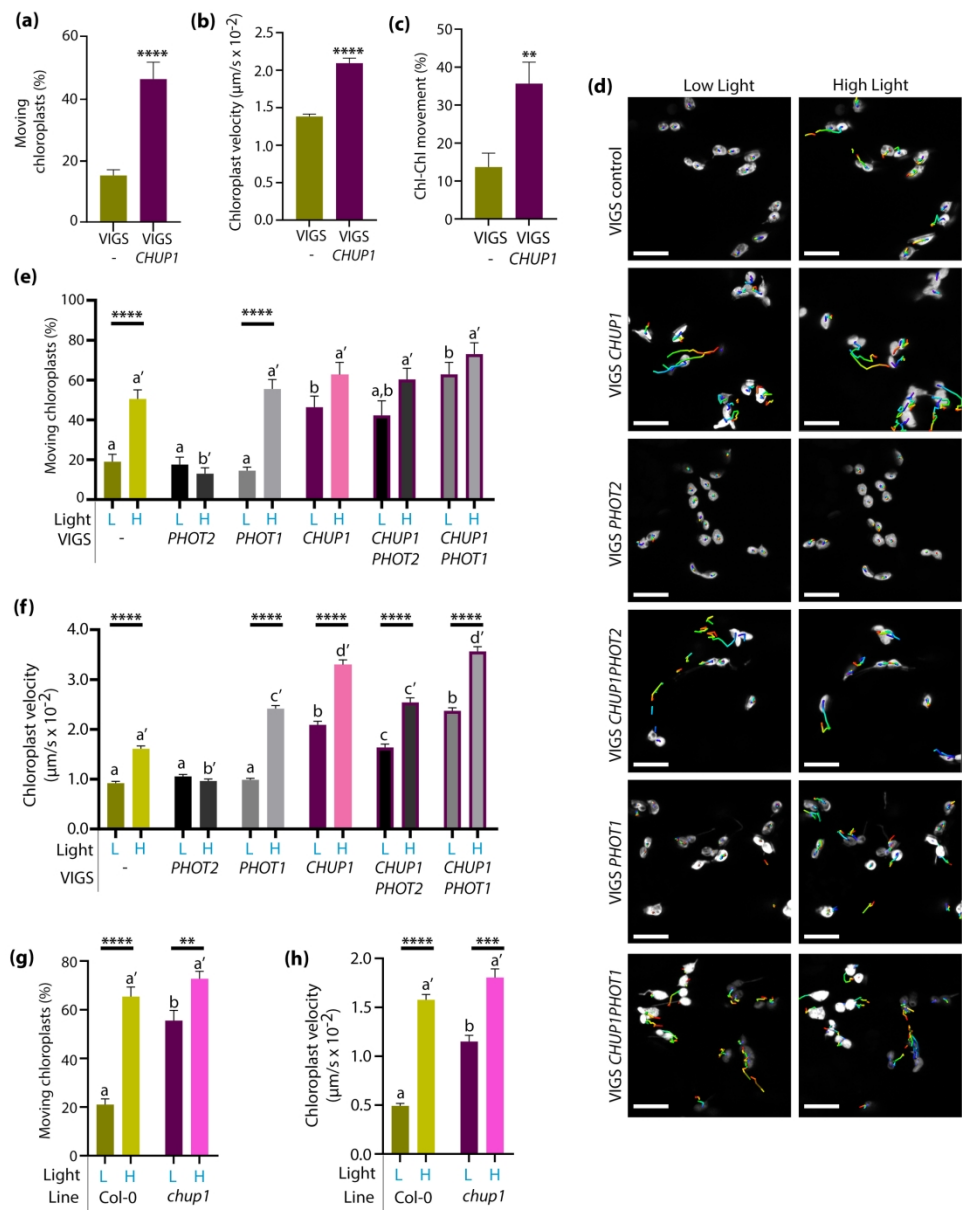 (a)
Moving
chloroplasts (%)
60
40
20
0
****
VIGS VIGS
- CHUP1
(b)
Chloroplast velocity (μm/s x 10-2)
2.5
2.0
1.5
1.0
0.5
0.0
****
VIGS VIGS
- CHUP1
(c)
Chl-Chl movement (%)
50
40
30
20
10
0
**
VIGS VIGS
- CHUP1
(d)
Low Light High Light
VIGS control
VIGS CHUP1
VIGS PHOT2
VIGS CHUP1PHOT2
VIGS PHOT1
VIGS CHUP1PHOT1
(e)
Moving chloroplasts (%)
100
80
60
40
20
0
**** ****
a a′ a b′ a a′ b a′ a,b a′ b a′
Light L H L H L H L H L H L H
VIGS - PHOT2 PHOT1 CHUP1 CHUP1 CHUP1
PHOT2 PHOT1
(f)
Chloroplast velocity
(μm/s x 10-2)
4.0
3.0
2.0
1.0
0.0
**** **** **** **** ****
a a′ a b′ a c′ b d′ c c′ b d′
Light L H L H L H L H L H L H
VIGS - PHOT2 PHOT1 CHUP1 CHUP1 CHUP1
PHOT2 PHOT1
(g)
Moving chloroplasts (%)
80
60
40
20
0
**** **
a a′ b a′
Light L H L H
Line Col-0 chup1
(h)
Chloroplast velocity
(μm/s x 10-2)
2.0
1.5
1.0
0.5
0.0
**** ***
a a′ b a′
Light L H L H
Line Col-0 chup1